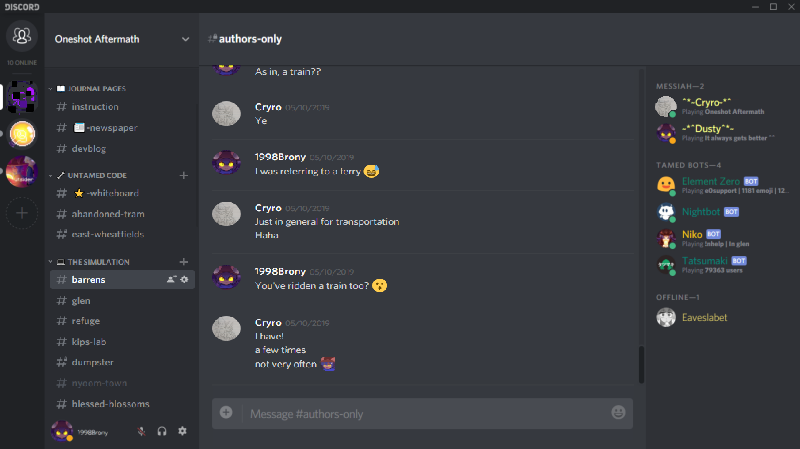 DISCORD
10 ONLINE
Oneshot Aftermath
JOURNAL PAGES
# instruction
# -newspaper
# devblog
UNTAMED CODE
# -whiteboard
# abandoned-tram
# east-wheatfields
THE SIMULATION
# barrens
# glen
# refuge
# kips-lab
# dumpster
# nyoom-town
# blessed-blossoms
1998Brony
#authors-only
As in, a train??
Cryro 05/10/2019
Ye
1998Brony 05/10/2019
I was referring to a ferry
Cryro 05/10/2019
Just in general for transportation
Haha
1998Brony 05/10/2019
You've ridden a train too?
Cryro 05/10/2019
I have!
a few times
not very often
Message #authors-only
MESSIAH—2
^*-Cryro-*^
Playing Oneshot Aftermath
-*^Dusty^*-
Playing It always gets better ^^
TAMED BOTS—4
Element Zero BOT
Playing e0support | 1181 emoji | 12...
Nightbot BOT
Niko BOT
Playing !nhelp | In glen
Tatsumaki BOT
Playing 79363 users
OFFLINE—1
Eaveslabet